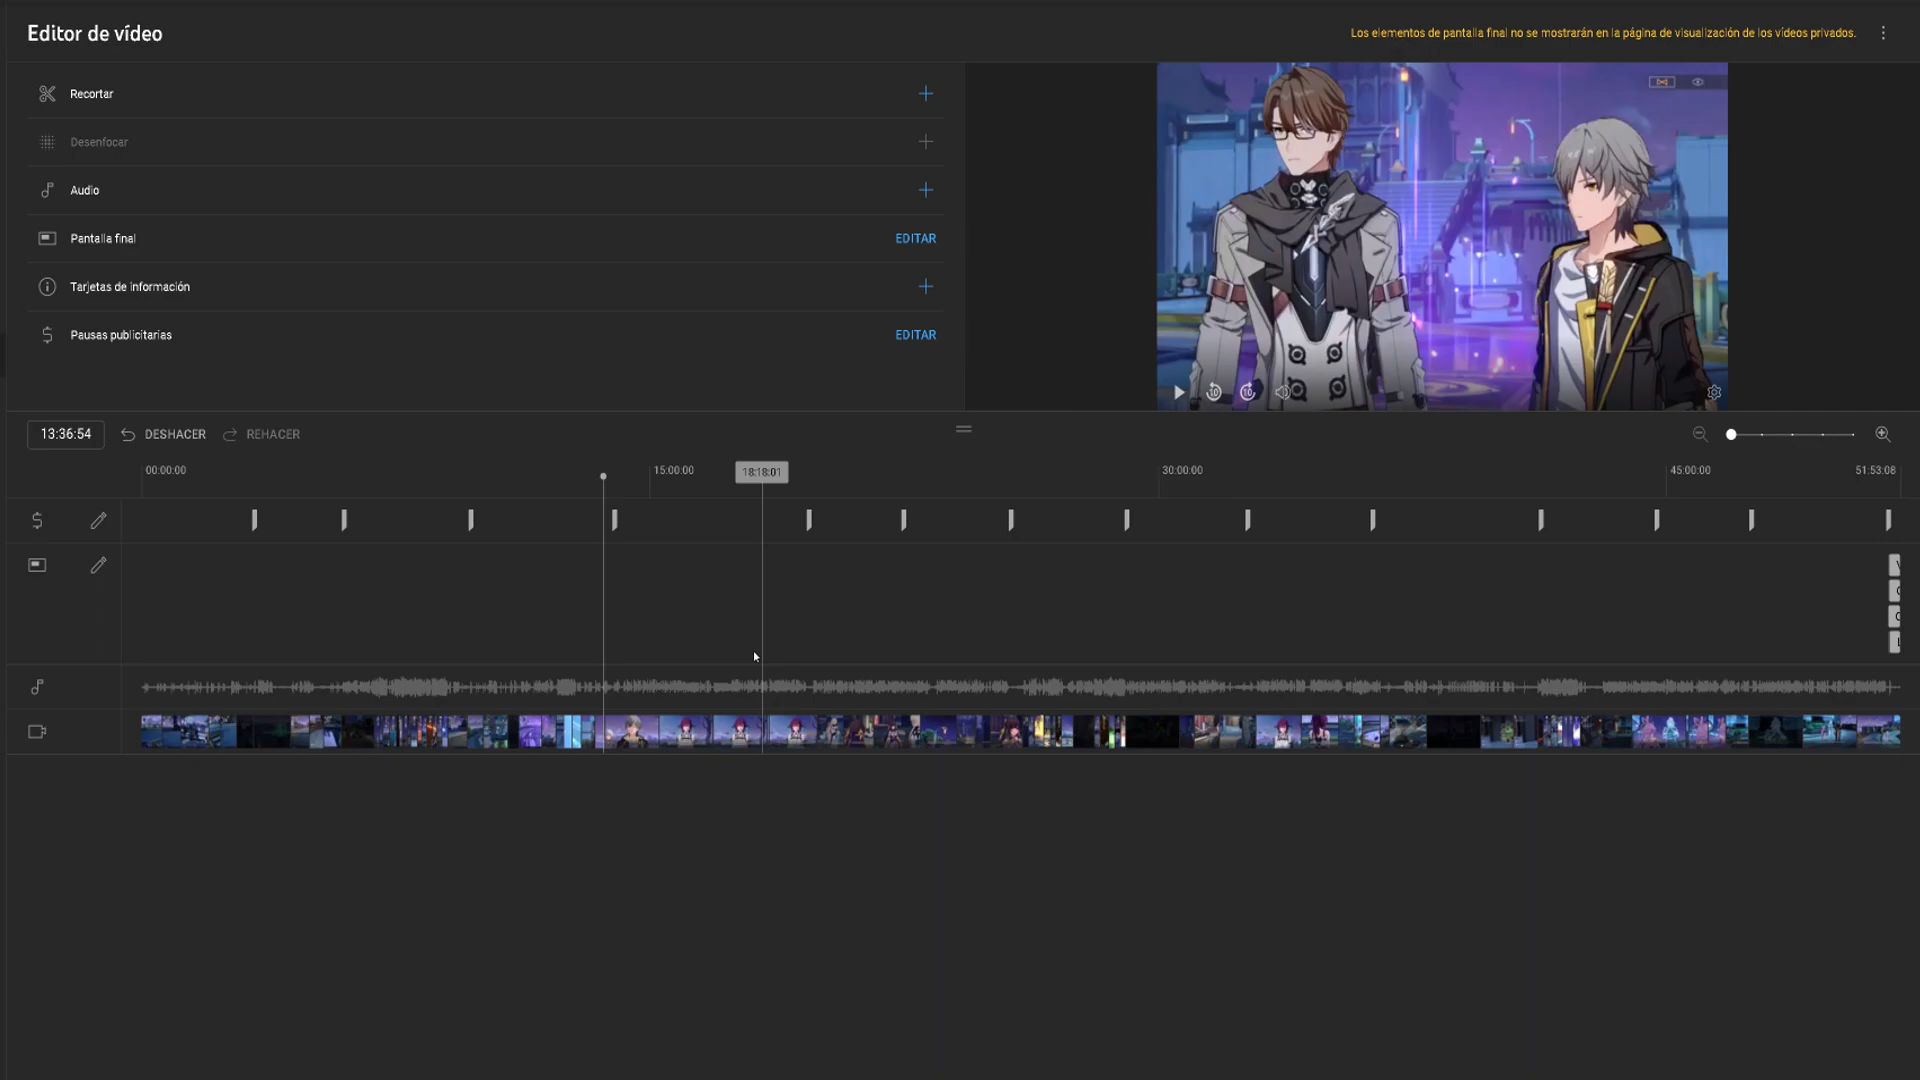 Editor de vídeo
Los elementos de pantalla final no se mostrarán en la página de visualización de los vídeos privados.
Recortar
Desenfocar
Audio
Pantalla final
EDITAR
Tarjetas de información
Pausas publicitarias
EDITAR
10 10
13:36:54 DESHACER REHACER
00:00:00 15:00:00 18:18:01 30:00:00 45:00:00 51:53:08